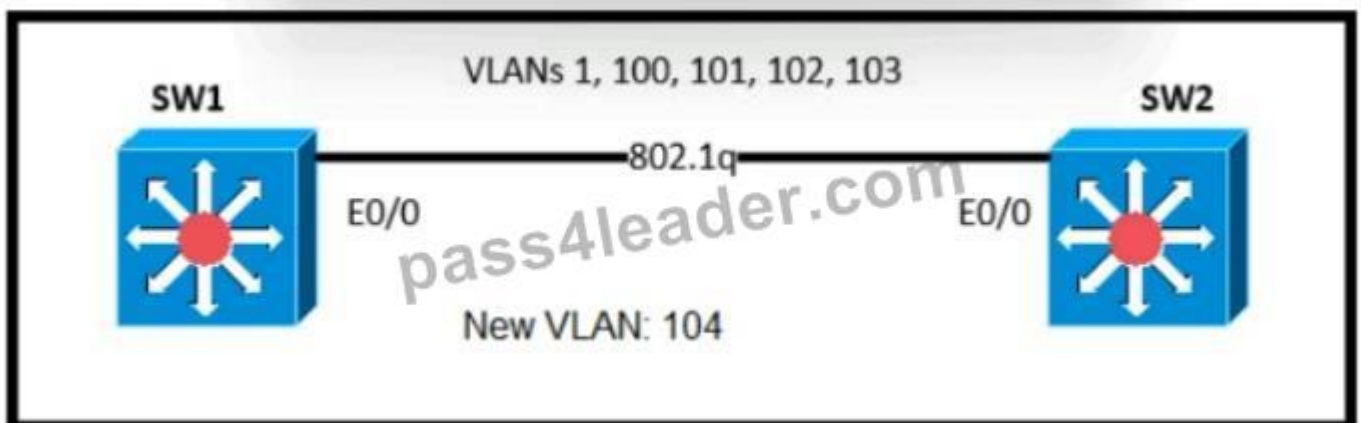 VLANs 1, 100, 101, 102, 103
SW1
SW2
802.1q
E0/0
E0/0
pass4leader.com
New VLAN: 104